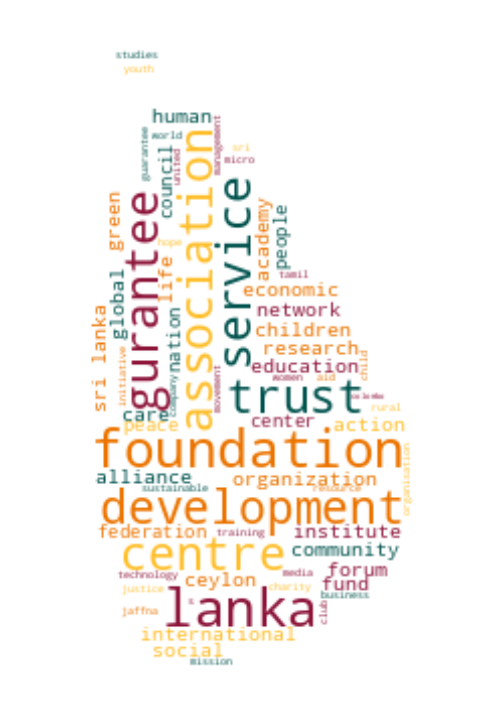 studies
youth
human
world
guarantee
united
management
council
association
sri
micro
service
gurantee
green
academy
people
hope
life
tamil
global
economic
network
nation
sri lanka
children
research
initiative
education
child
company
movement
women
aid
trust
colombo
care
rural
peace
center
action
foundation
alliance
organization
organisation
sustainable
resource
development
federation
training
institute
centre
community
technology
media
forum
ceylon
fund
justice
charity
business
s
lanka
club
jaffna
international
social
mission